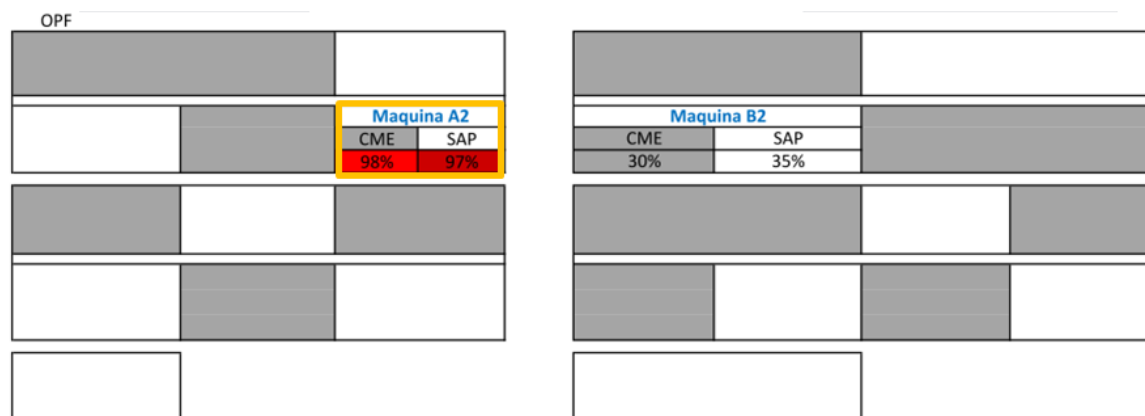 OPF
Maquina A2
CME SAP
98% 97%
Maquina B2
CME SAP
30% 35%